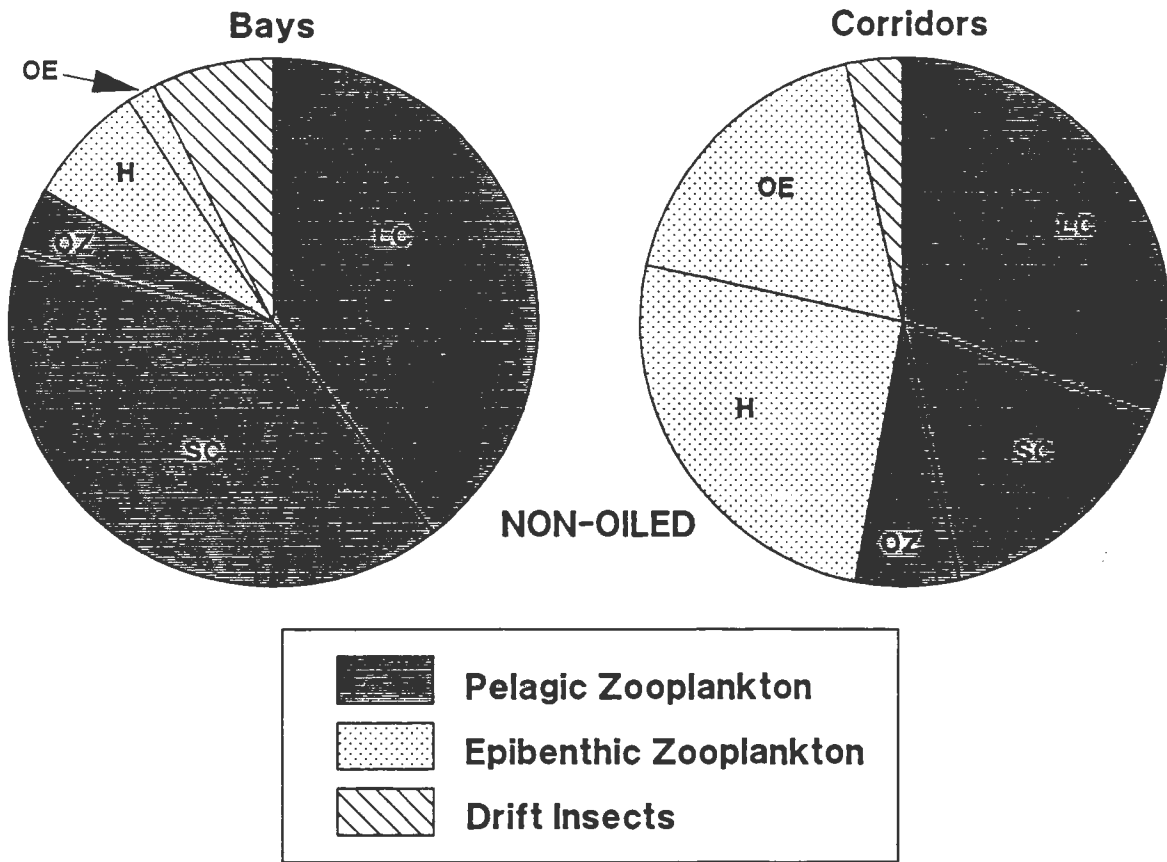 Bays
Corridors
OE
H
OZ
LC
SC
OE
LC
H
SC
OZ
NON-OILED
Pelagic Zooplankton
Epibenthic Zooplankton
Drift Insects